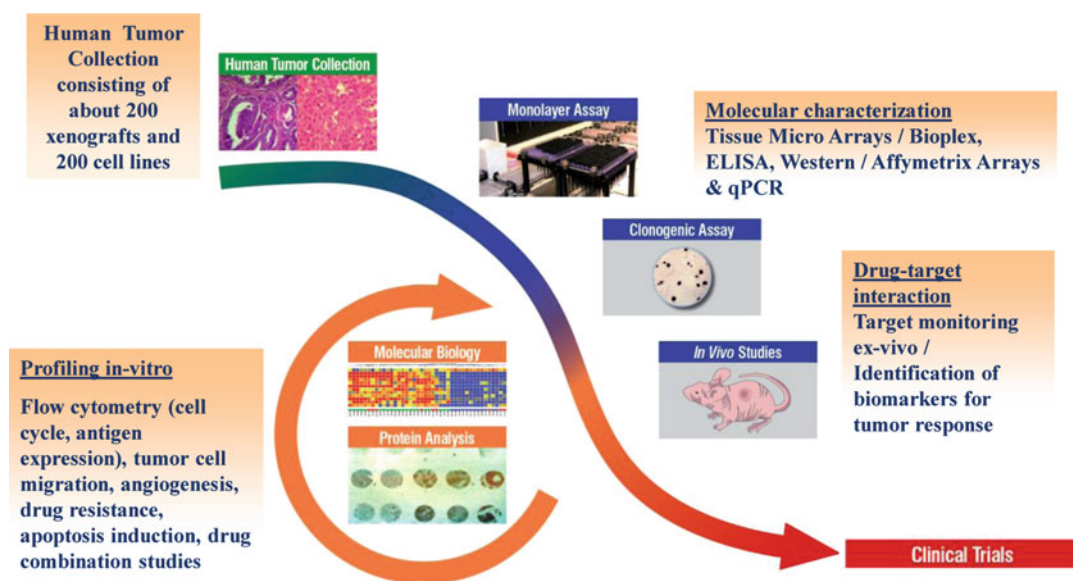 Human Tumor
Collection
consisting of
about 200
xenografts and
200 cell lines
Human Tumor Collection
Monolayer Assay
Molecular characterization
Tissue Micro Arrays / Bioplex,
ELISA, Western / Affymetrix Arrays
& qPCR
Clonogenic Assay
Drug-target
interaction
Target monitoring
ex-vivo /
Identification of
biomarkers for
tumor response
In Vivo Studies
Molecular Biology
Protein Analysis
Profiling in-vitro
Flow cytometry (cell
cycle, antigen
expression), tumor cell
migration, angiogenesis,
drug resistance,
apoptosis induction, drug
combination studies
Clinical Trials